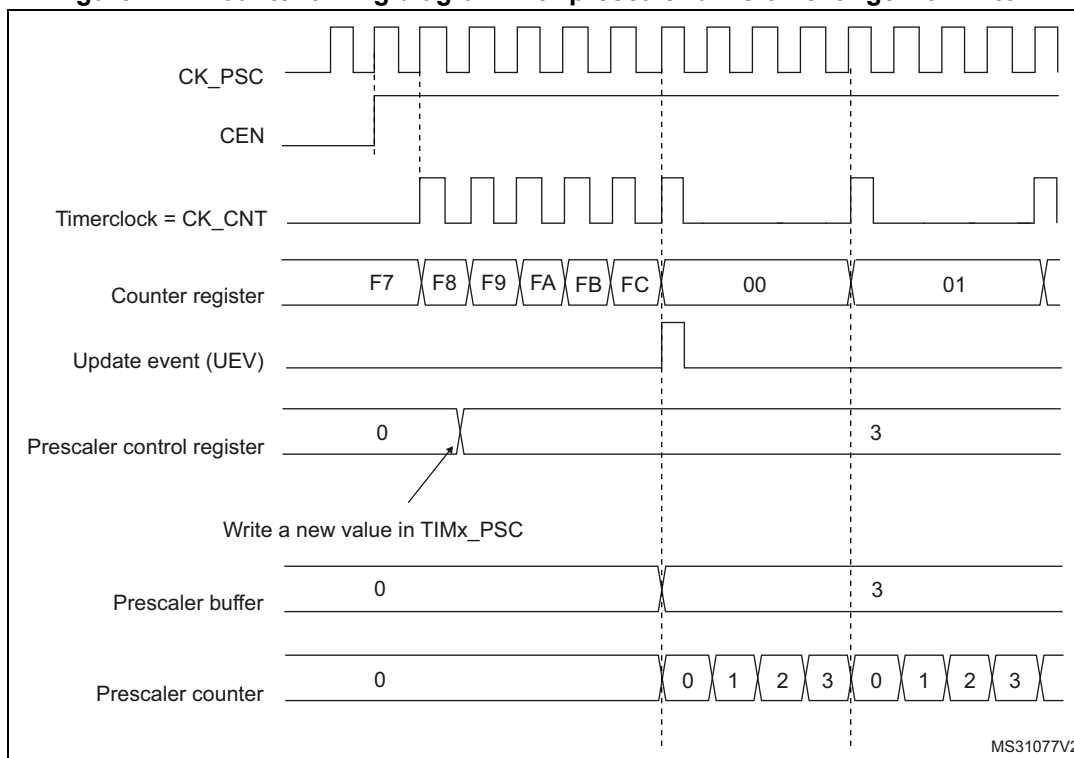 CK_PSC
CEN
Timerclock = CK_CNT
Counter register
F7 F8 F9 FA FB FC 00 01
Update event (UEV)
Prescaler control register
0 3
Write a new value in TIMx_PSC
Prescaler buffer
0 3
Prescaler counter
0 0 1 2 3 0 1 2 3
MS31077V2